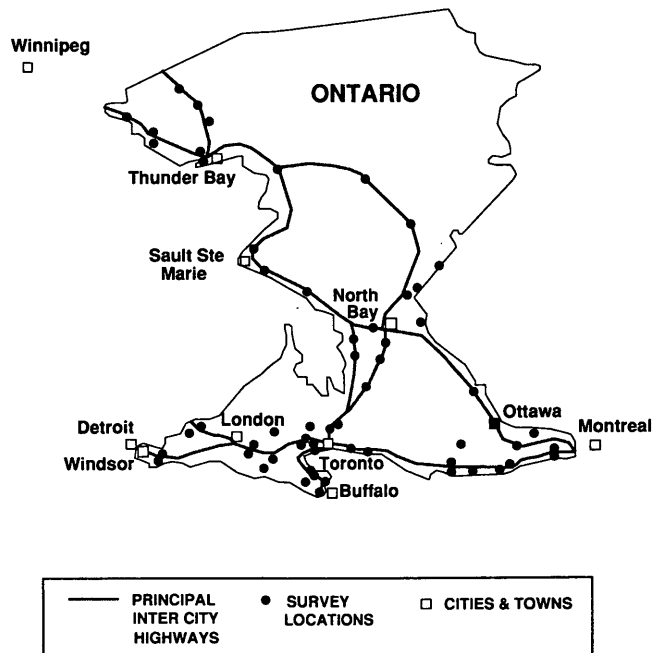 Winnipeg
ONTARIO
Thunder Bay
Sault Ste
Marie
North
Bay
Ottawa
Montreal
Detroit
London
Windsor
Toronto
Buffalo
PRINCIPAL
INTER CITY
HIGHWAYS
SURVEY
LOCATIONS
CITIES & TOWNS